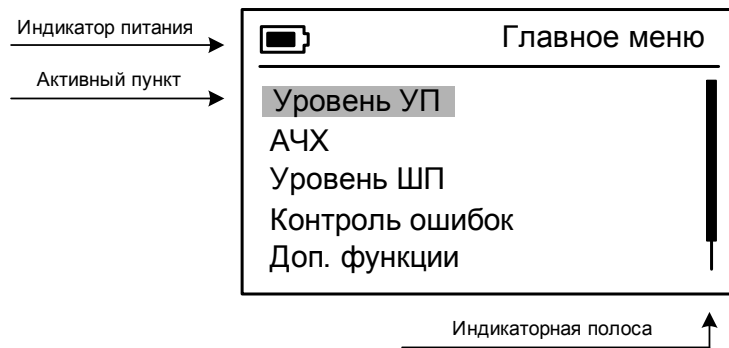 Индикатор питания
Главное меню
Активный пункт
Уровень УП
АЧХ
Уровень ШП
Контроль ошибок
Доп. функции
Индикаторная полоса